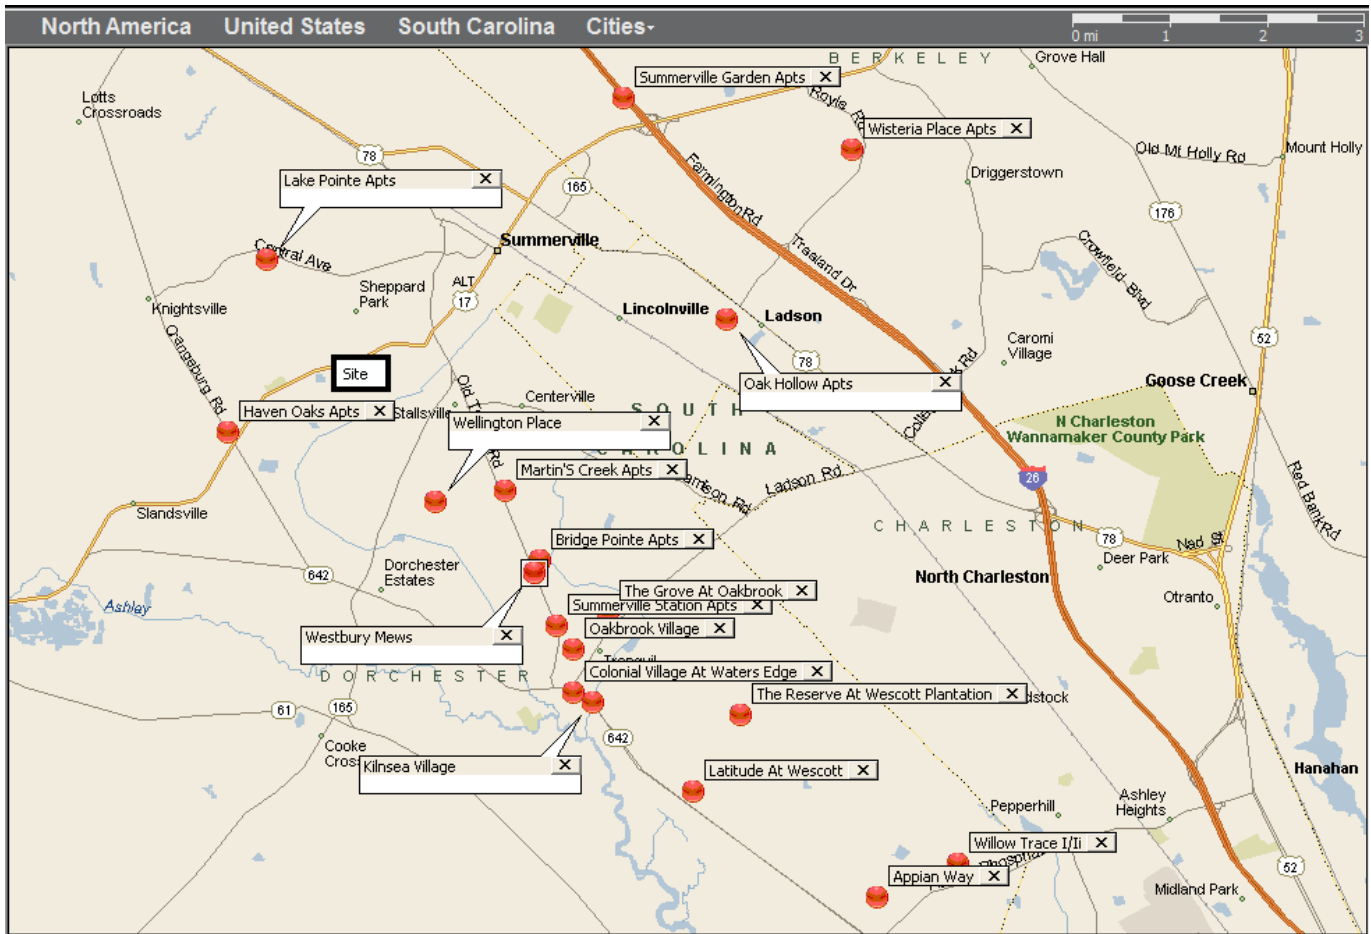 North America United States South Carolina Cities
0 mi 1 2 3
BERKELEY
Grove Hall
Summerville Garden Apts X
Lotts
Crossroads
Wisteria Place Apts X
Old Mt Holly Rd
Mount Holly
78
Farmington Rd
Driggerstown
Lake Pointe Apts X
165
176
Summerville
Central Ave
Treeland Dr
Crowfield Blvd
Sheppard
Park
ALT
17
Knightsville
Lincolnville
Ladson
Orangeburg Rd
78
Caromi
Village
52
Site
Oak Hollow Apts X
Goose Creek
Haven Oaks Apts X
Stallsville
Centerville
SOUTH
CAROLINA
Wellington Place X
N Charleston
Wannamaker County Park
Martin'S Creek Apts X
Ladson Rd
26
Red Bank Rd
Slandsville
CHARLESTON
Bridge Pointe Apts X
78
Nad St
Deer Park
642
Dorchester
Estates
North Charleston
The Grove At Oakbrook X
Otranto
Ashley
Summerville Station Apts X
Westbury Mews X
Oakbrook Village X
DORCHESTER
Colonial Village At Waters Edge X
The Reserve At Wescott Plantation X
61
165
642
Cooke
Kilnsea Village X
Latitude At Wescott X
Hanahan
Pepperhill
Ashley
Heights
Willow Trace I/Ii X
Appian Way X
52
Midland Park